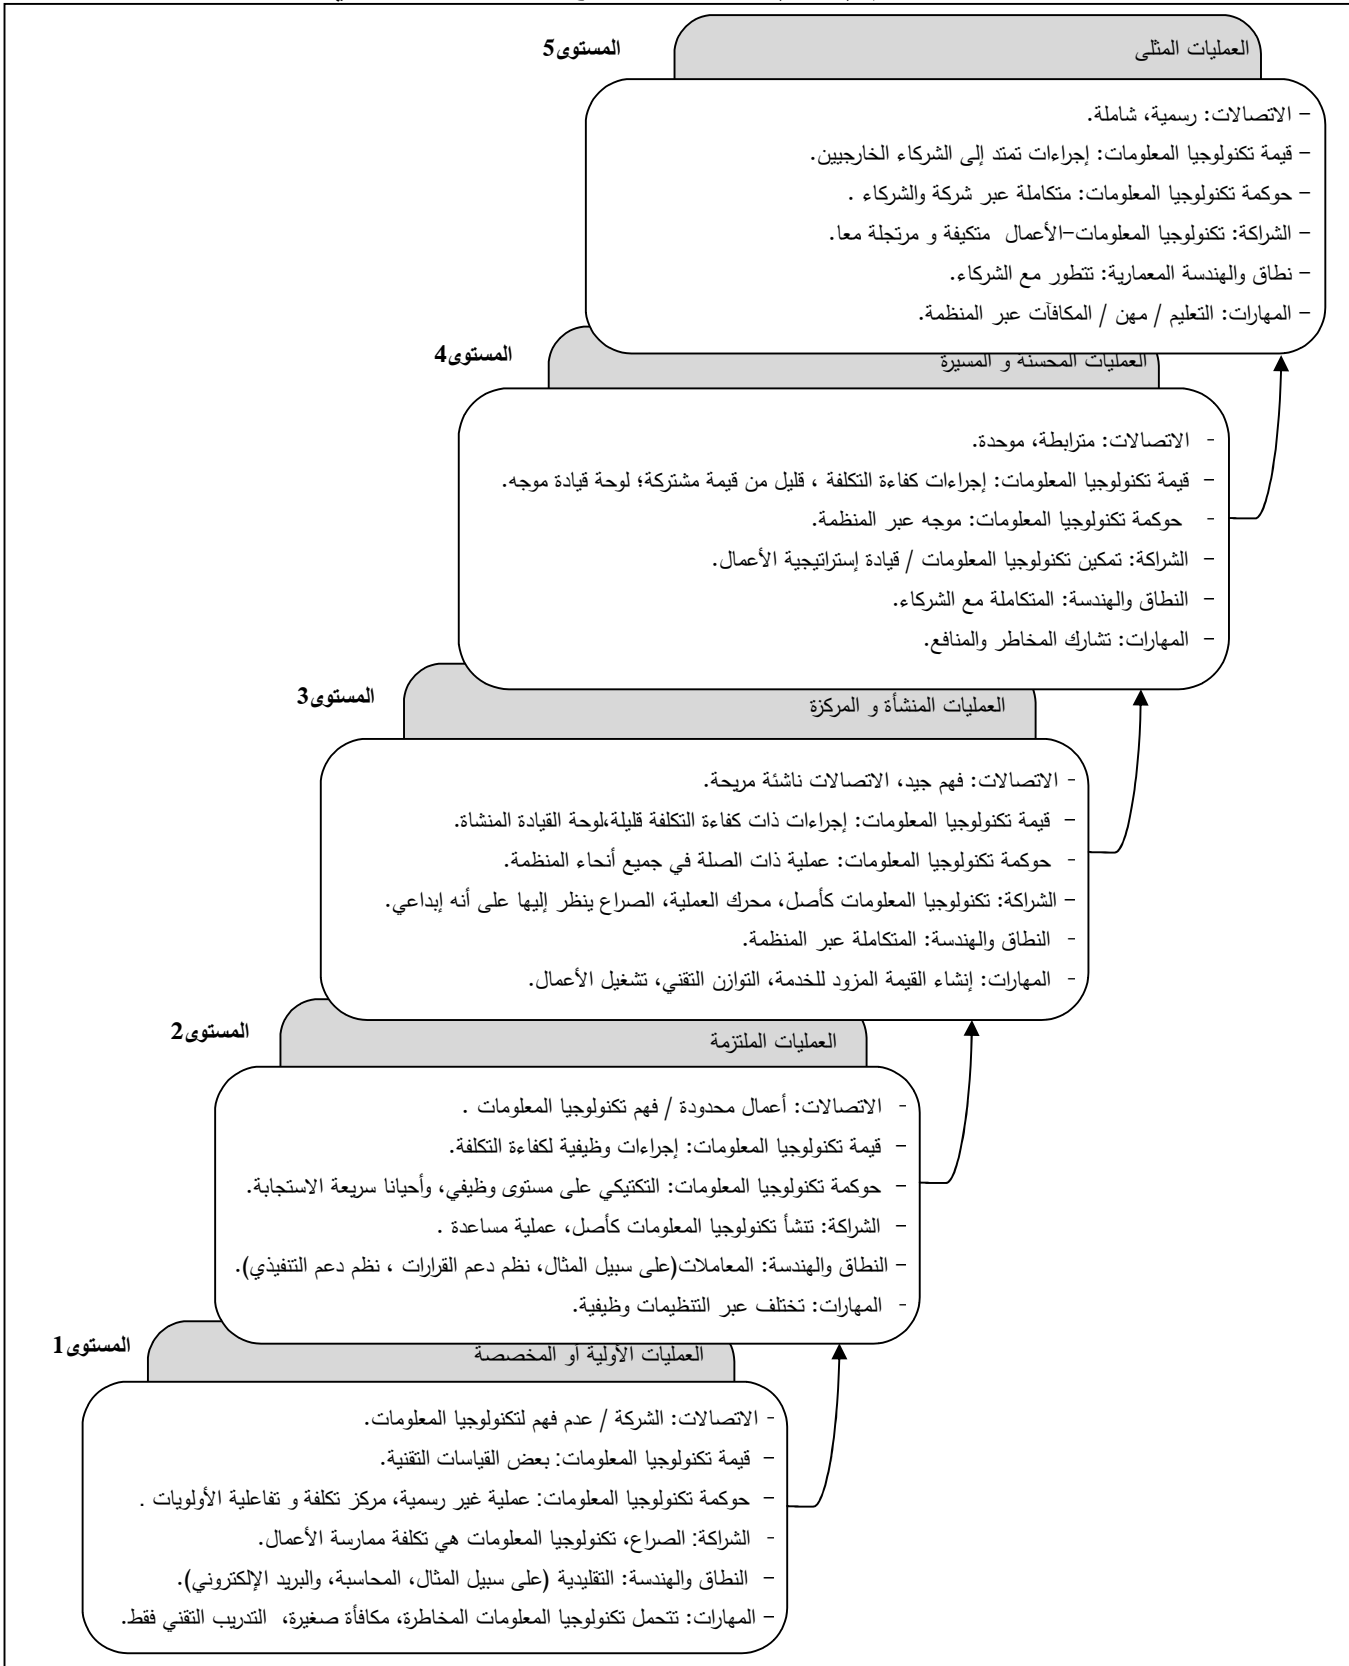 المستوى5
العمليات المثلى
– الاتصالات: رسمية، شاملة.
– قيمة تكنولوجيا المعلومات: إجراءات تمتد إلى الشركاء الخارجيين.
– حوكمة تكنولوجيا المعلومات: متكاملة عبر شركة والشركاء .
– الشراكة: تكنولوجيا المعلومات–الأعمال متكيفة و مرتجلة معا.
– نطاق والهندسة المعمارية: تتطور مع الشركاء.
– المهارات: التعليم / مهن / المكافآت عبر المنظمة.
المستوى4
العمليات المحسنة و المسيرة
- الاتصالات: مترابطة، موحدة.
– قيمة تكنولوجيا المعلومات: إجراءات كفاءة التكلفة ، قليل من قيمة مشتركة؛ لوحة قيادة موجه.
- حوكمة تكنولوجيا المعلومات: موجه عبر المنظمة.
– الشراكة: تمكين تكنولوجيا المعلومات / قيادة إستراتيجية الأعمال.
– النطاق والهندسة: المتكاملة مع الشركاء.
– المهارات: تشارك المخاطر والمنافع.
المستوى3
العمليات المنشأة و المركزة
- الاتصالات: فهم جيد، الاتصالات ناشئة مريحة.
– قيمة تكنولوجيا المعلومات: إجراءات ذات كفاءة التكلفة قليلة،لوحة القيادة المنشاة.
- حوكمة تكنولوجيا المعلومات: عملية ذات الصلة في جميع أنحاء المنظمة.
– الشراكة: تكنولوجيا المعلومات كأصل، محرك العملية، الصراع ينظر إليها على أنه إبداعي.
- النطاق والهندسة: المتكاملة عبر المنظمة.
- المهارات: إنشاء القيمة المزود للخدمة، التوازن التقني، تشغيل الأعمال.
المستوى2
العمليات الملتزمة
- الاتصالات: أعمال محدودة / فهم تكنولوجيا المعلومات .
– قيمة تكنولوجيا المعلومات: إجراءات وظيفية لكفاءة التكلفة.
– حوكمة تكنولوجيا المعلومات: التكتيكي على مستوى وظيفي، وأحيانا سريعة الاستجابة.
– الشراكة: تنشأ تكنولوجيا المعلومات كأصل، عملية مساعدة .
– النطاق والهندسة: المعاملات(على سبيل المثال، نظم دعم القرارات ، نظم دعم التنفيذي).
- المهارات: تختلف عبر التنظيمات وظيفية.
المستوى1
العمليات الأولية أو المخصصة
- الاتصالات: الشركة / عدم فهم لتكنولوجيا المعلومات.
– قيمة تكنولوجيا المعلومات: بعض القياسات التقنية.
– حوكمة تكنولوجيا المعلومات: عملية غير رسمية، مركز تكلفة و تفاعلية الأولويات .
- الشراكة: الصراع، تكنولوجيا المعلومات هي تكلفة ممارسة الأعمال.
– النطاق والهندسة: التقليدية (على سبيل المثال، المحاسبة، والبريد الإلكتروني).
– المهارات: تتحمل تكنولوجيا المعلومات المخاطرة، مكافأة صغيرة، التدريب التقني فقط.